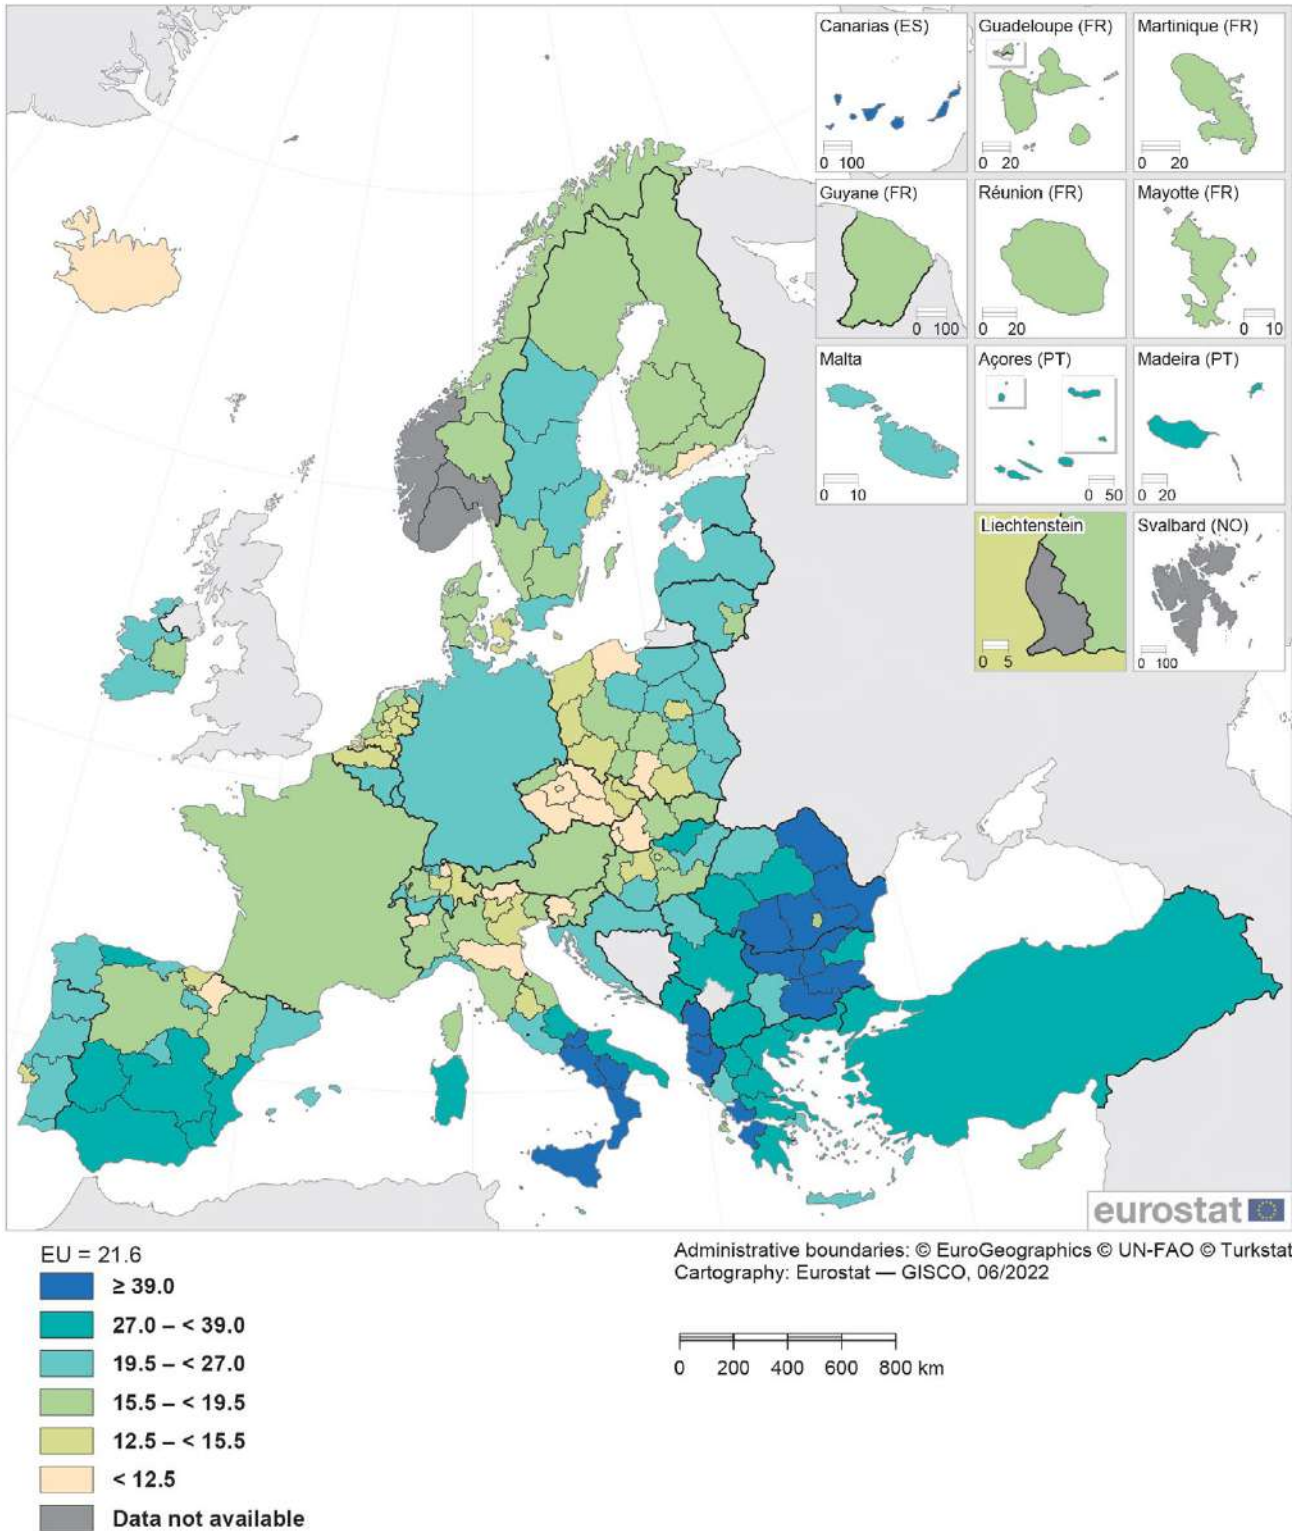 Canarias (ES)
0 100
Guadeloupe (FR)
0 20
Martinique (FR)
0 20
Guyane (FR)
0 100
Réunion (FR)
0 20
Mayotte (FR)
0 10
Malta
0 10
Açores (PT)
0 50
Madeira (PT)
0 20
Liechtenstein
0 5
Svalbard (NO)
0 100
eurostat
EU = 21.6
≥ 39.0
27.0 – < 39.0
19.5 – < 27.0
15.5 – < 19.5
12.5 – < 15.5
< 12.5
Data not available
Administrative boundaries: © EuroGeographics © UN-FAO © Turkstat
Cartography: Eurostat — GISCO, 06/2022
0 200 400 600 800 km